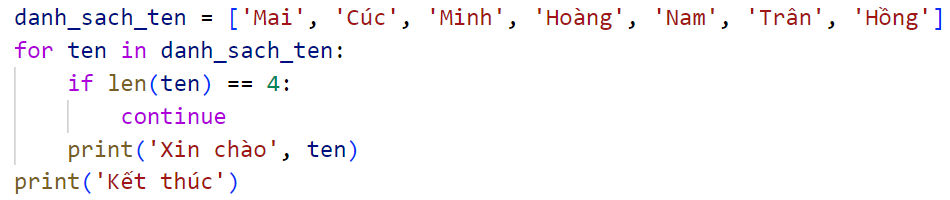 danh_sach_ten = ['Mai', 'Cúc', 'Minh', 'Hoàng', 'Nam', 'Trân', 'Hồng']
for ten in danh_sach_ten:
    if len(ten) == 4:
        continue
    print('Xin chào', ten)
print('Kết thúc')